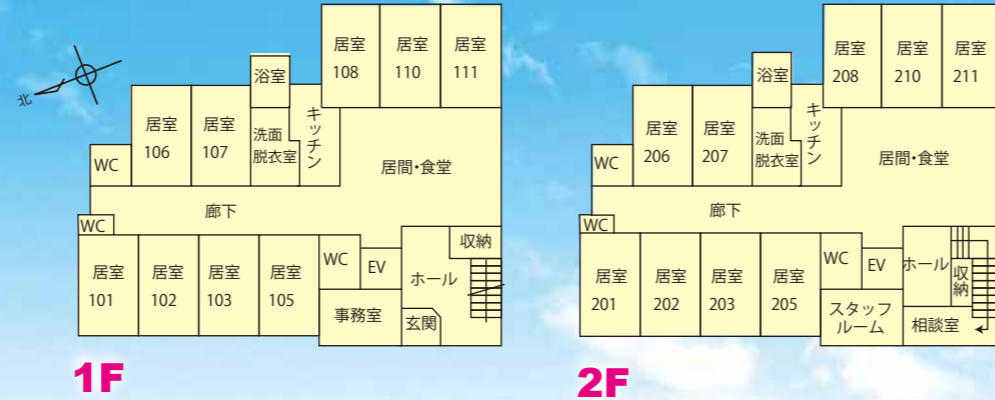 北
居室
108
居室
110
居室
111
浴室
居室
106
居室
107
洗面
脱衣室
キッチン
WC
居間・食堂
廊下
WC
居室
101
居室
102
居室
103
居室
105
WC
EV
ホール
収納
事務室
玄関
1F
居室
208
居室
210
居室
211
浴室
居室
206
居室
207
洗面
脱衣室
キッチン
WC
居間・食堂
廊下
WC
居室
201
居室
202
居室
203
居室
205
WC
EV
ホール
収納
スタッフ
ルーム
相談室
2F